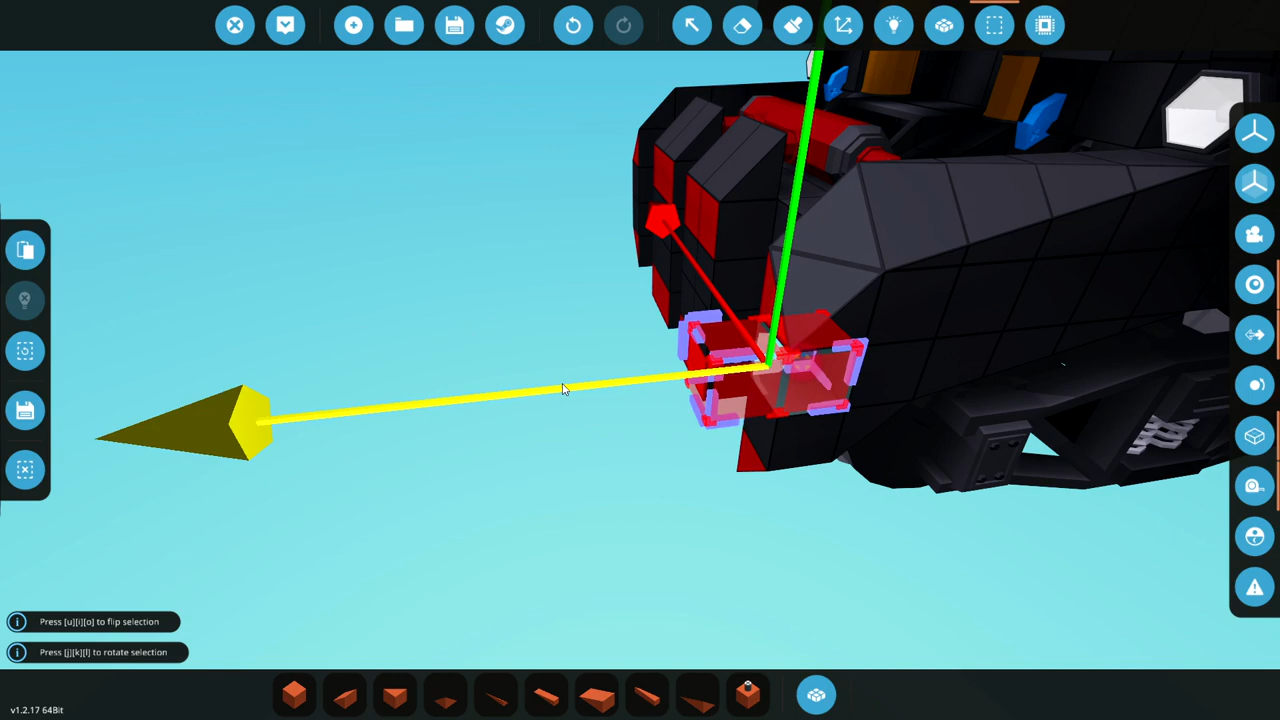 Press [u][i][o] to flip selection
Press [j][k][l] to rotate selection
v1.2.17 64Bit